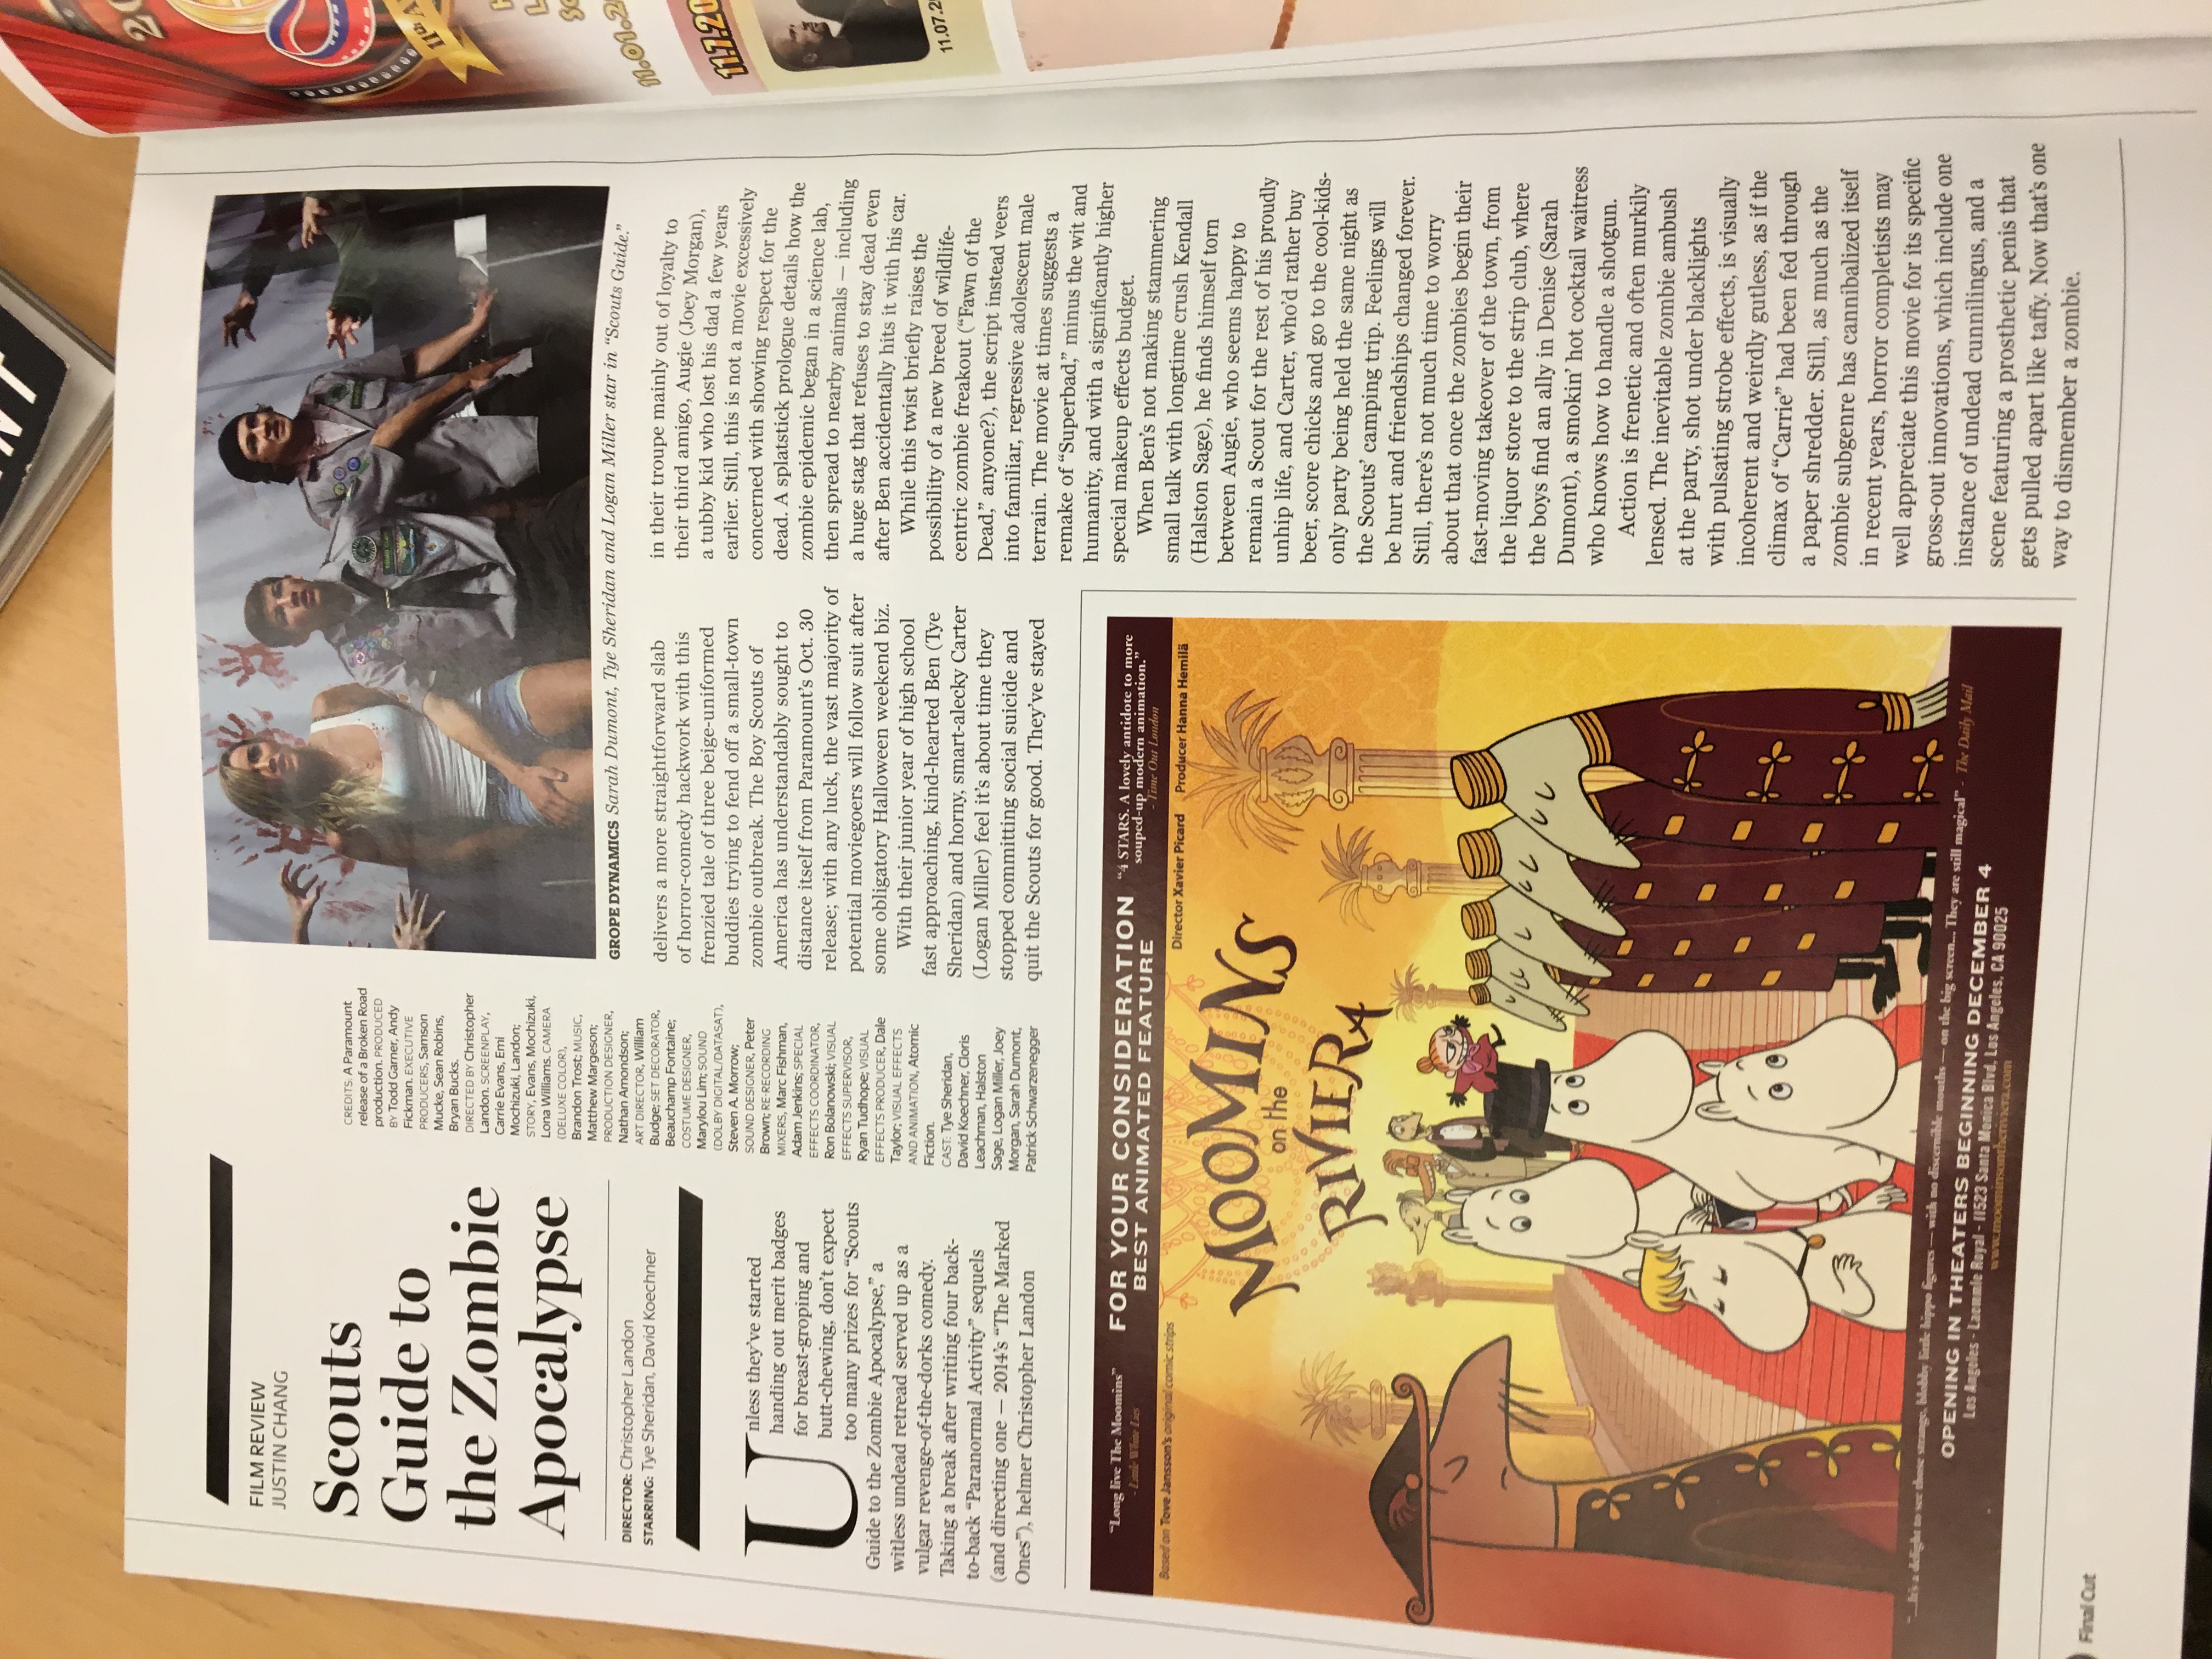 ENT
FILM REVIEW
JUSTIN CHANG
Scouts
Guide to
the Zombie
Apocalypse
DIRECTOR: Christopher Landon
STARRING: Tye Sheridan, David Koechner
Unless they've started
handing out merit badges
for breast-groping and
butt-chewing, don't expect
too many prizes for “Scouts
Guide to the Zombie Apocalypse,” a
witless undead retread served up as a
vulgar revenge-of-the-dorks comedy.
Taking a break after writing four back-
to-back “Paranormal Activity” sequels
(and directing one — 2014's “The Marked
Ones”), helmer Christopher Landon
CREDITS: A Paramount
release of a Broken Road
production. PRODUCED
BY Todd Garner, Andy
Fickman. EXECUTIVE
PRODUCERS, Samson
Mucke, Sean Robins,
Bryan Bucks.
DIRECTED BY Christopher
Landon. SCREENPLAY,
Carrie Evans, Emi
Mochizuki, Landon;
STORY, Evans, Mochizuki,
Lona Williams. CAMERA
(DELUXE COLOR),
Brandon Trost; MUSIC,
Matthew Margeson;
PRODUCTION DESIGNER,
Nathan Amondson;
ART DIRECTOR, William
Budge; SET DECORATOR,
Beauchamp Fontaine;
COSTUME DESIGNER,
Marylou Lim; SOUND
(DOLBY DIGITAL/DATASAT),
Steven A. Morrow;
SOUND DESIGNER, Peter
Brown; RE-RECORDING
MIXERS, Marc Fishman,
Adam Jenkins; SPECIAL
EFFECTS COORDINATOR,
Ron Bolanowski; VISUAL
EFFECTS SUPERVISOR,
Ryan Tudhope; VISUAL
EFFECTS PRODUCER, Dale
Taylor; VISUAL EFFECTS
AND ANIMATION, Atomic
Fiction.
CAST: Tye Sheridan,
David Koechner, Cloris
Leachman, Halston
Sage, Logan Miller, Joey
Morgan, Sarah Dumont,
Patrick Schwarzenegger
GROPE DYNAMICS Sarah Dumont, Tye Sheridan and Logan Miller star in “Scouts Guide.”
delivers a more straightforward slab
of horror-comedy hackwork with this
frenzied tale of three beige-uniformed
buddies trying to fend off a small-town
zombie outbreak. The Boy Scouts of
America has understandably sought to
distance itself from Paramount's Oct. 30
release; with any luck, the vast majority of
potential moviegoers will follow suit after
some obligatory Halloween weekend biz.
With their junior year of high school
fast approaching, kind-hearted Ben (Tye
Sheridan) and horny, smart-alecky Carter
(Logan Miller) feel it's about time they
stopped committing social suicide and
quit the Scouts for good. They've stayed
in their troupe mainly out of loyalty to
their third amigo, Augie (Joey Morgan),
a tubby kid who lost his dad a few years
earlier. Still, this is not a movie excessively
concerned with showing respect for the
dead. A splatstick prologue details how the
zombie epidemic began in a science lab,
then spread to nearby animals — including
a huge stag that refuses to stay dead even
after Ben accidentally hits it with his car.
While this twist briefly raises the
possibility of a new breed of wildlife-
centric zombie freakout (“Fawn of the
Dead,” anyone?), the script instead veers
into familiar, regressive adolescent male
terrain. The movie at times suggests a
remake of “Superbad,” minus the wit and
humanity, and with a significantly higher
special makeup effects budget.
When Ben's not making stammering
small talk with longtime crush Kendall
(Halston Sage), he finds himself torn
between Augie, who seems happy to
remain a Scout for the rest of his proudly
unhip life, and Carter, who'd rather buy
beer, score chicks and go to the cool-kids-
only party being held the same night as
the Scouts' camping trip. Feelings will
be hurt and friendships changed forever.
Still, there's not much time to worry
about that once the zombies begin their
fast-moving takeover of the town, from
the liquor store to the strip club, where
the boys find an ally in Denise (Sarah
Dumont), a smokin' hot cocktail waitress
who knows how to handle a shotgun.
Action is frenetic and often murkily
lensed. The inevitable zombie ambush
at the party, shot under blacklights
with pulsating strobe effects, is visually
incoherent and weirdly gutless, as if the
climax of “Carrie” had been fed through
a paper shredder. Still, as much as the
zombie subgenre has cannibalized itself
in recent years, horror completists may
well appreciate this movie for its specific
gross-out innovations, which include one
instance of undead cunnilingus, and a
scene featuring a prosthetic penis that
gets pulled apart like taffy. Now that's one
way to dismember a zombie.
“Long live The Moomins”
- Little White Lies
FOR YOUR CONSIDERATION
BEST ANIMATED FEATURE
“4 STARS. A lovely antidote to more
souped-up modern animation.”
- Time Out London
Based on Tove Jansson's original comic strips
Director Xavier Picard Producer Hanna Hemilä
MOOMINS
on the
RIVIERA
“...It's a delight to see those strange, blobby little hippo figures — with no discernible mouths — on the big screen... They are still magical” - The Daily Mail
OPENING IN THEATERS BEGINNING DECEMBER 4
Los Angeles - Laemmle Royal - 11523 Santa Monica Blvd, Los Angeles, CA 90025
www.moominsontheriviera.com
Final Cut
20
11th A
11.01.2
11.7.20
11.07.2